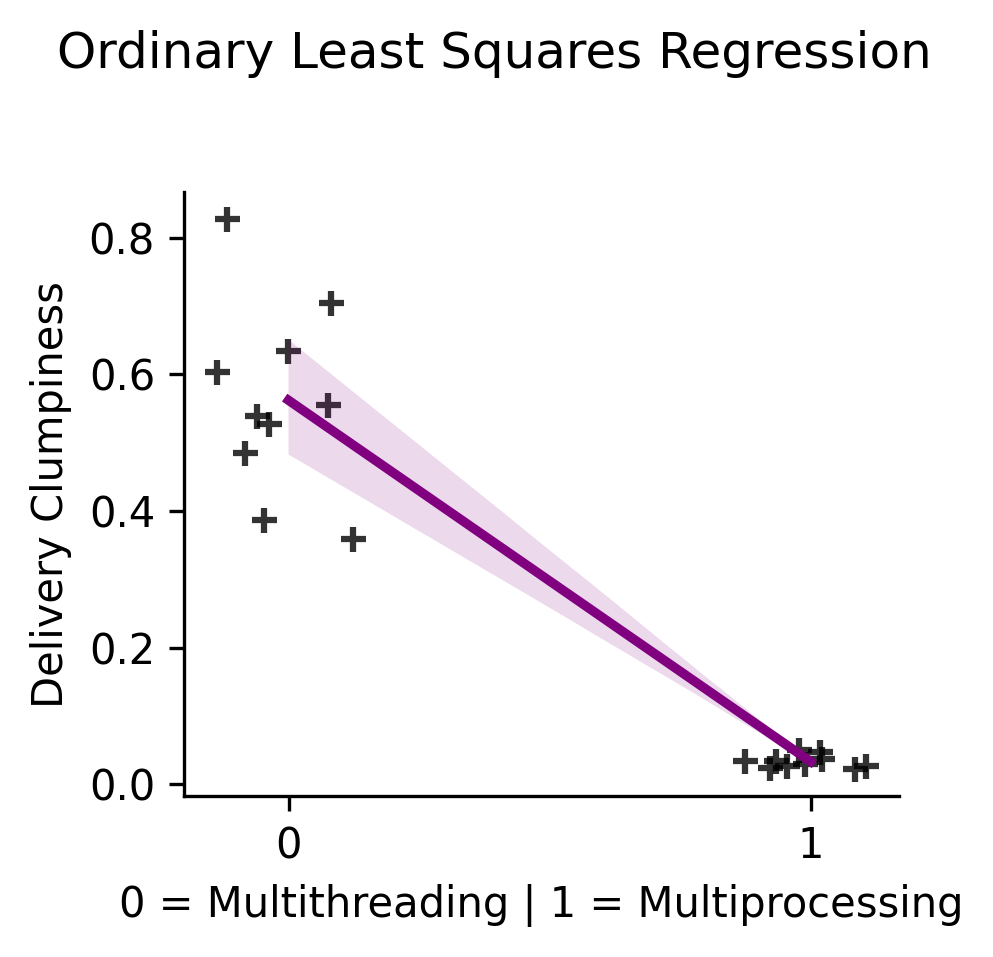 Ordinary Least Squares Regression
Delivery Clumpiness
0.8
0.6
0.4
0.2
0.0
0 1
0 = Multithreading | 1 = Multiprocessing